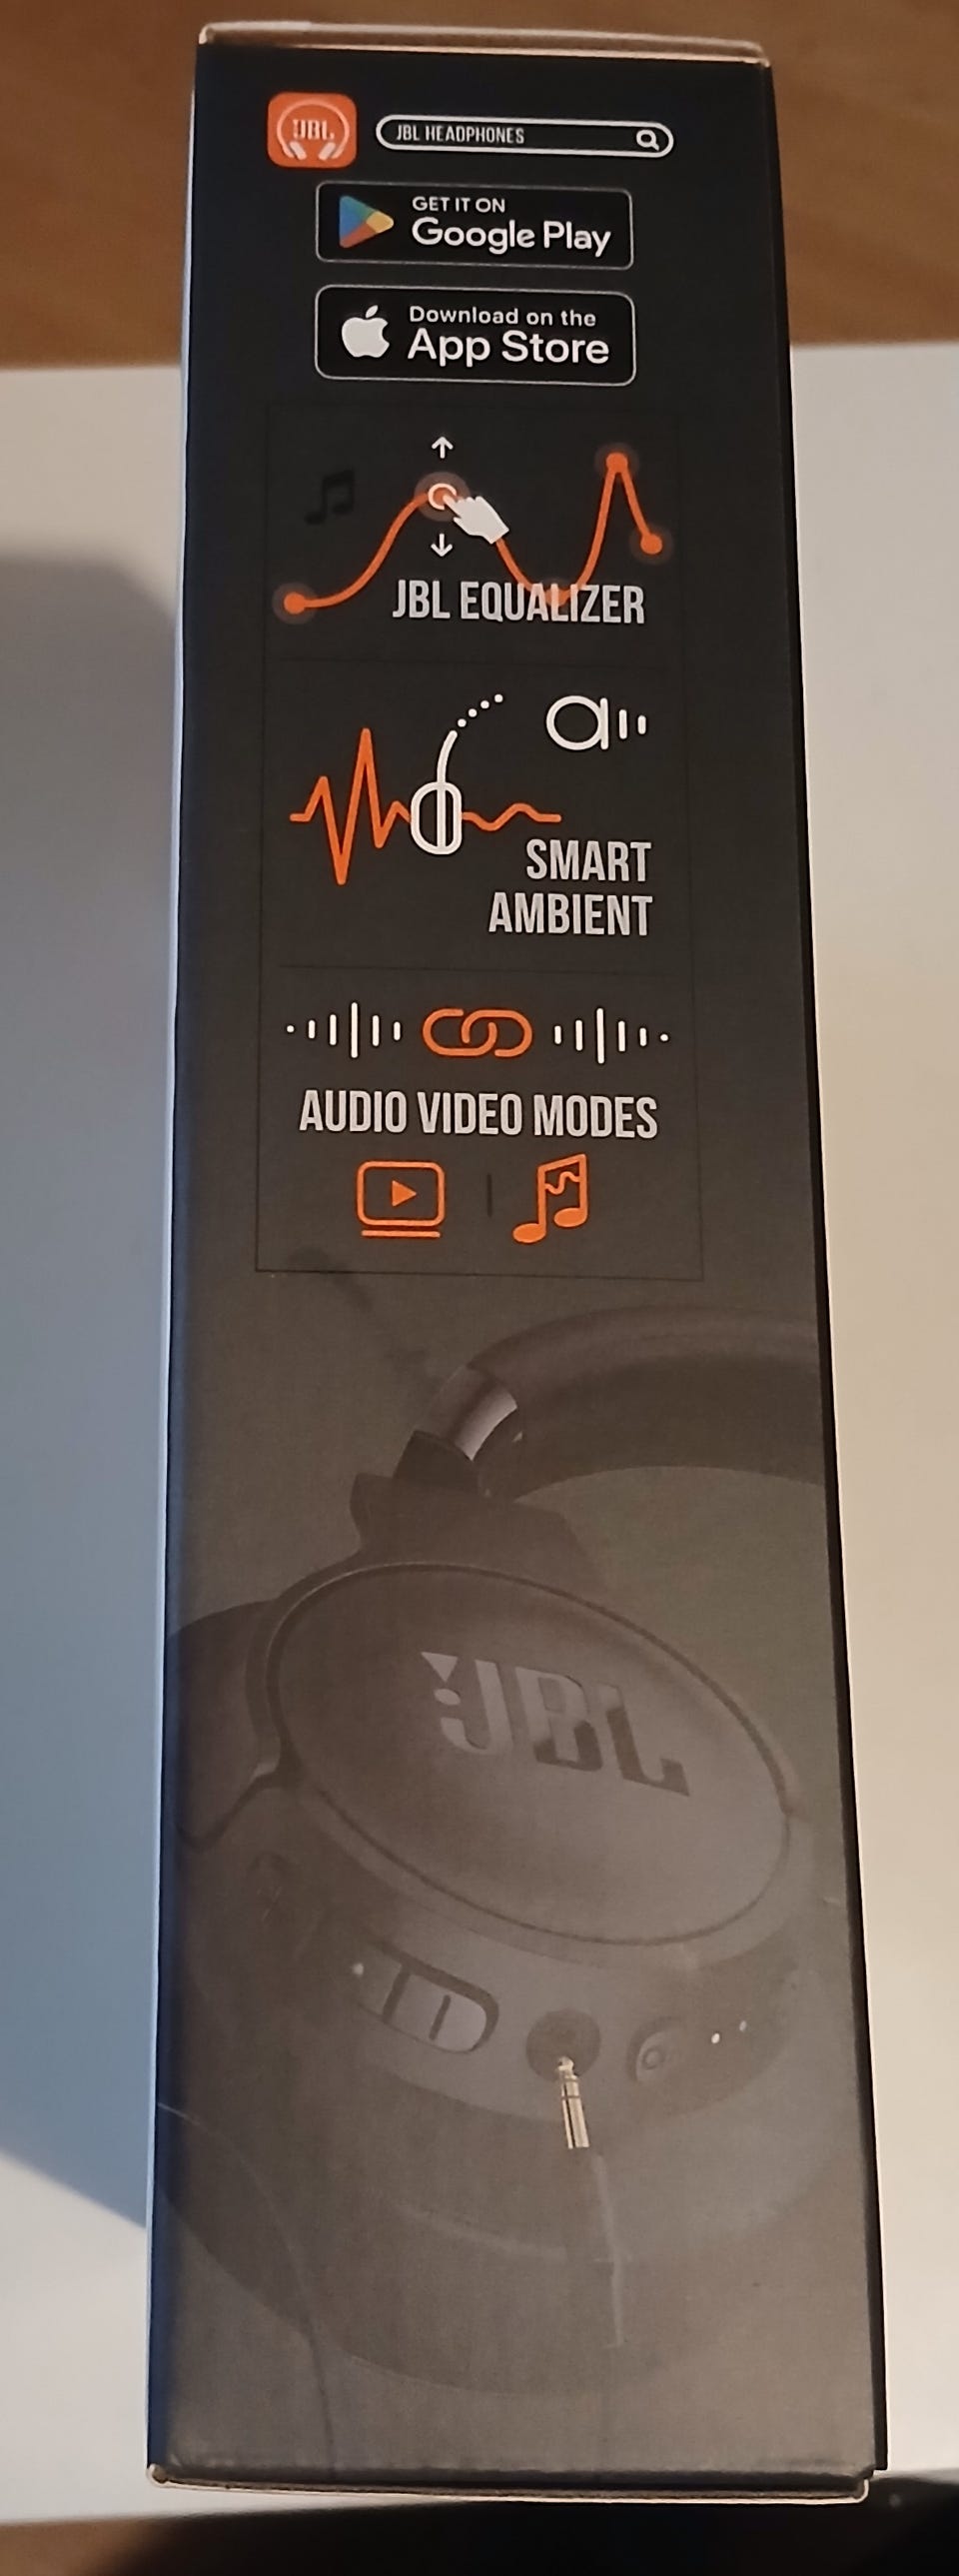 JBL
JBL HEADPHONES
GET IT ON
Google Play
Download on the
App Store
JBL EQUALIZER
SMART
AMBIENT
AUDIO VIDEO MODES
JBL